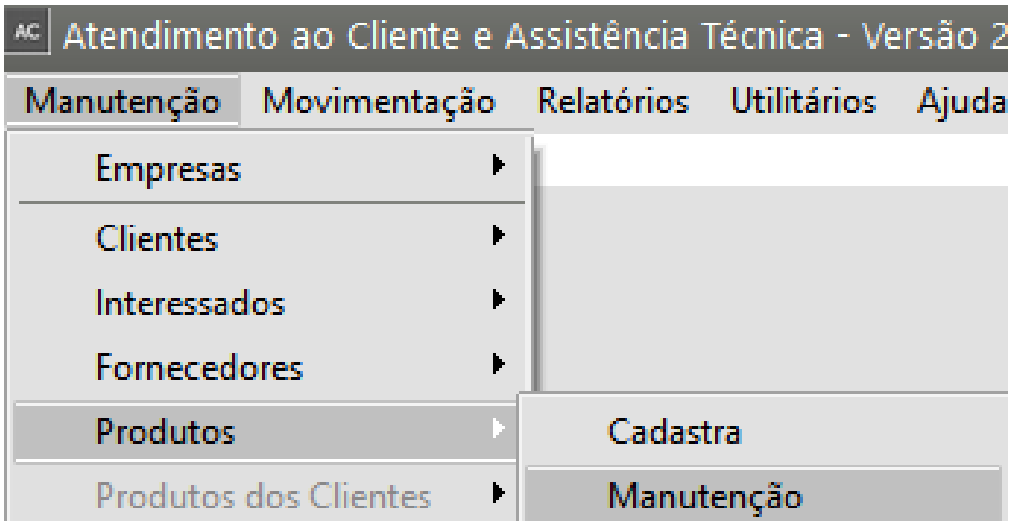 AC Atendimento ao Cliente e Assistência Técnica - Versão 2
Manutenção Movimentação Relatórios Utilitários Ajuda
Empresas
Clientes
Interessados
Fornecedores
Produtos
Cadastra
Produtos dos Clientes
Manutenção